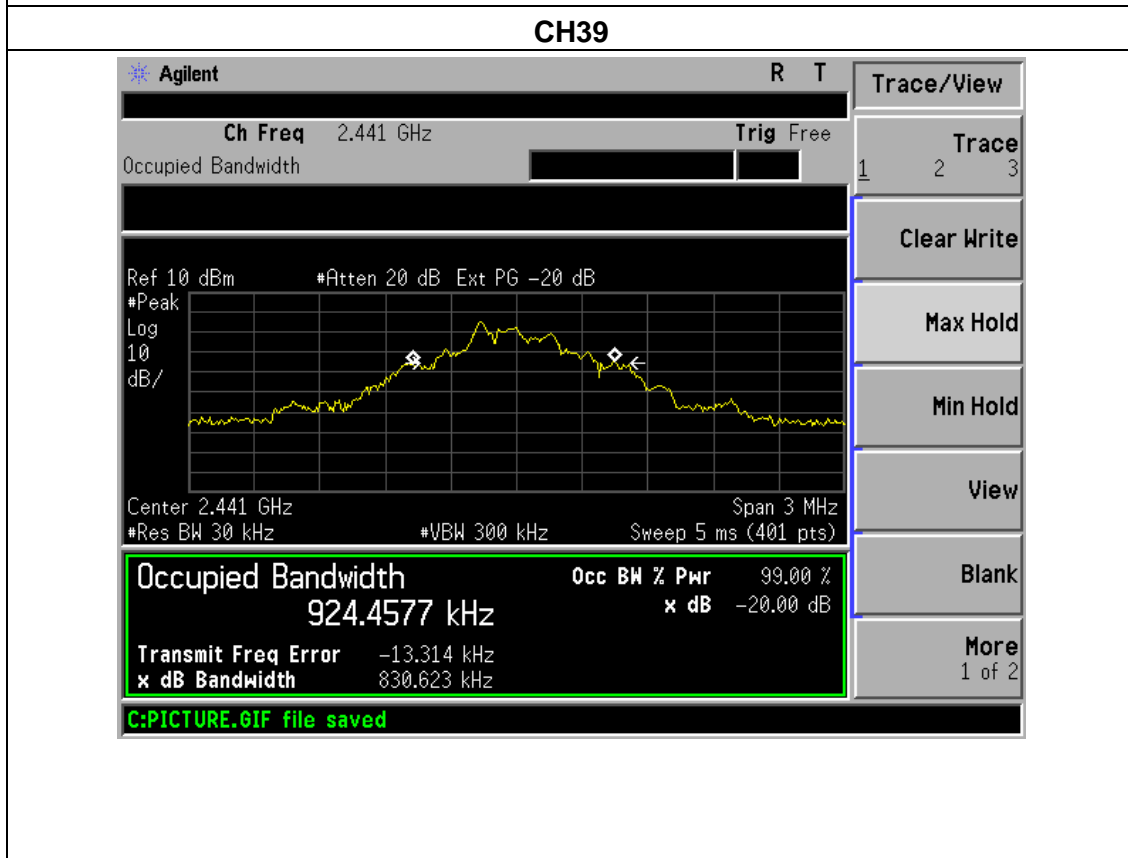 CH39
Agilent R T
Trace/View
Ch Freq 2.441 GHz Trig Free
Occupied Bandwidth
Trace
1 2 3
Clear Write
Ref 10 dBm #Atten 20 dB Ext PG -20 dB
#Peak
Log
10
dB/
Max Hold
Min Hold
View
Center 2.441 GHz Span 3 MHz
#Res BW 30 kHz #VBW 300 kHz Sweep 5 ms (401 pts)
Occupied Bandwidth Occ BW % Pwr 99.00 %
924.4577 kHz x dB -20.00 dB
Blank
Transmit Freq Error -13.314 kHz
x dB Bandwidth 830.623 kHz
More
1 of 2
C:PICTURE.GIF file saved